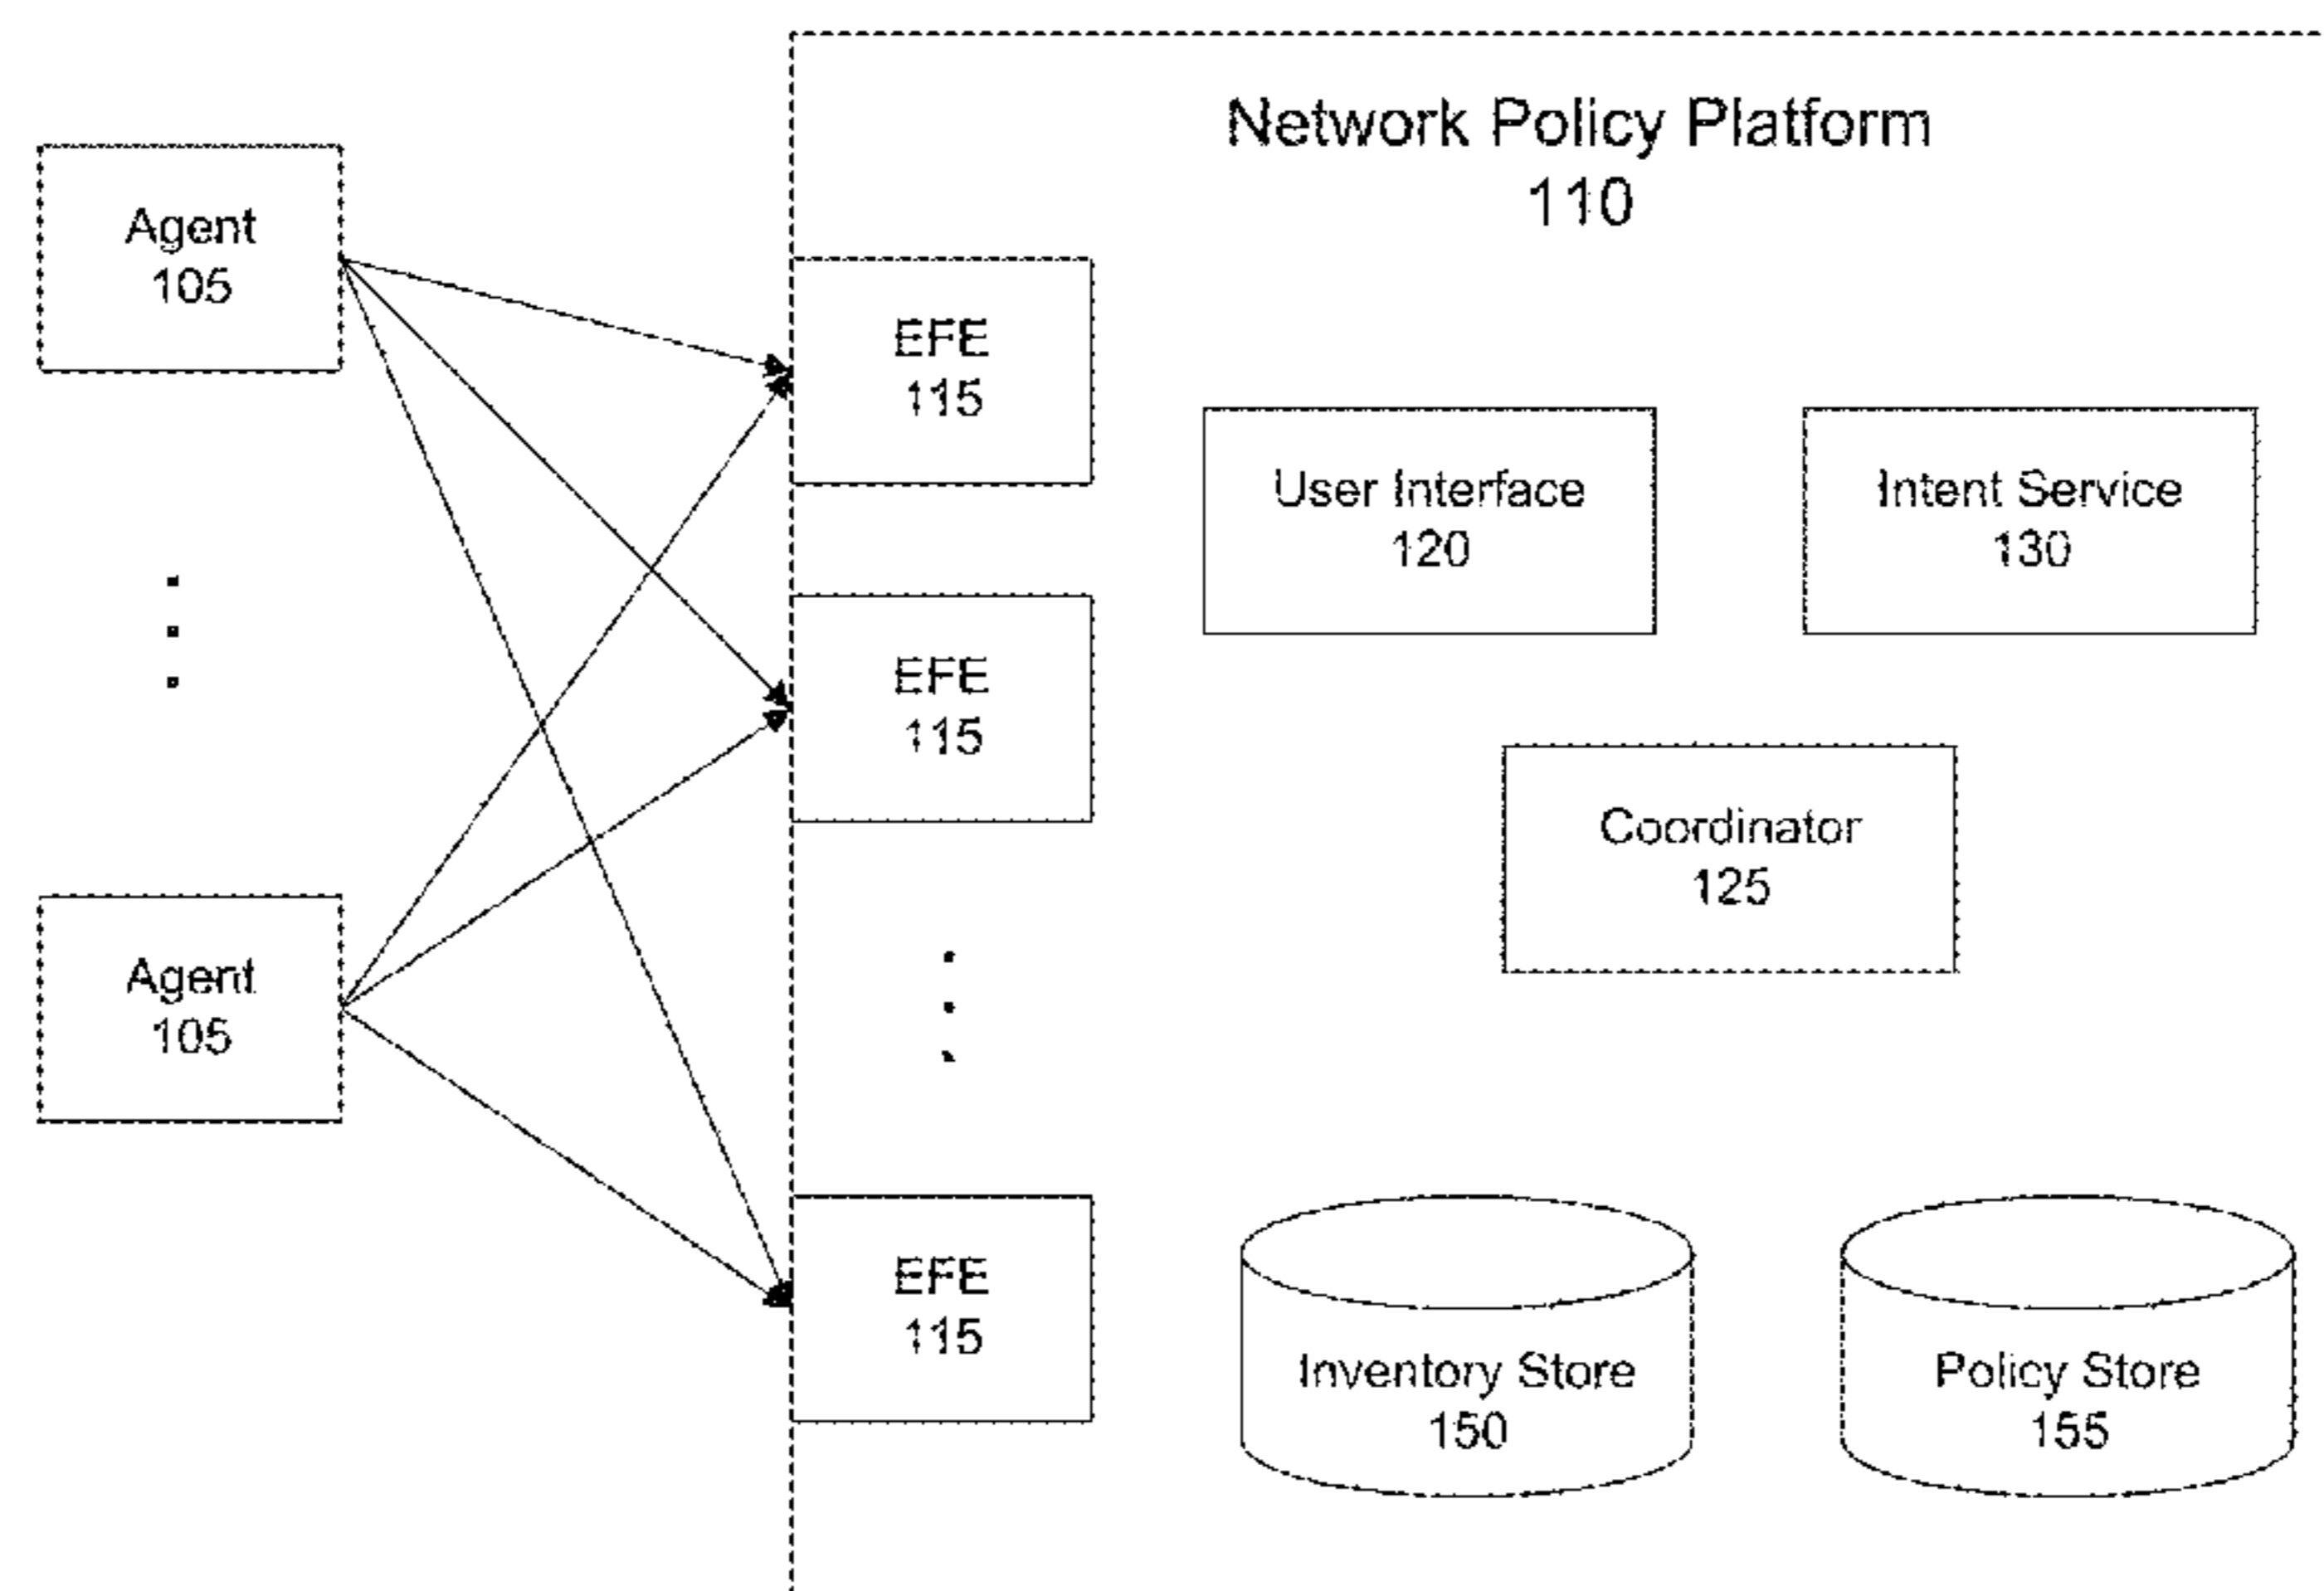 Network Policy Platform
110
Agent
105
EFE
115
User Interface
120
Intent Service
130
EFE
115
Coordinator
125
Agent
105
EFE
115
Inventory Store
150
Policy Store
155